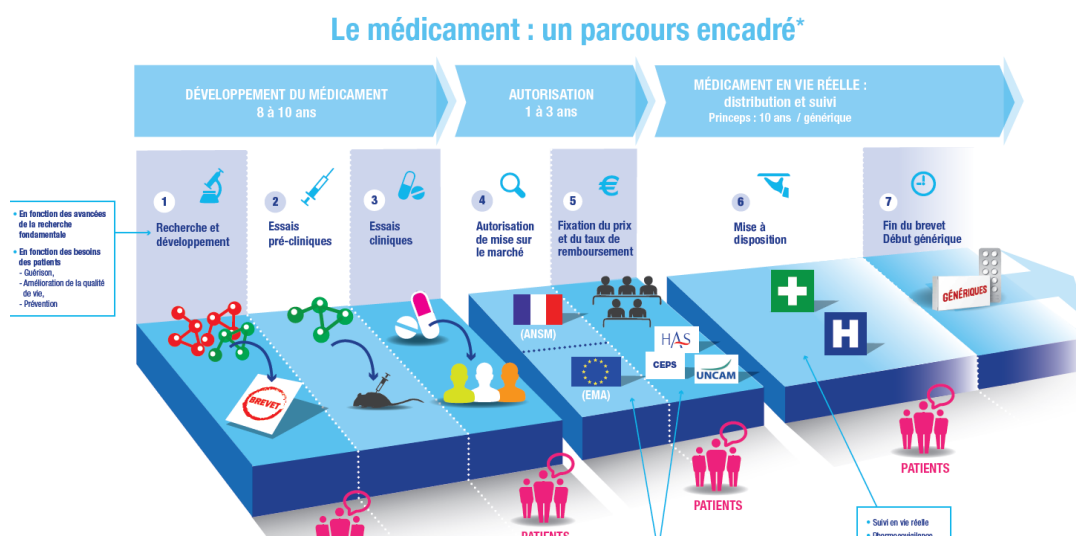 Le médicament : un parcours encadré*
DÉVELOPPEMENT DU MÉDICAMENT
8 à 10 ans
AUTORISATION
1 à 3 ans
MÉDICAMENT EN VIE RÉELLE :
distribution et suivi
Princeps : 10 ans / générique
1
Recherche et
développement
2
Essais
pré-cliniques
3
Essais
cliniques
4
Autorisation
de mise sur
le marché
5
Fixation du prix
et du taux de
remboursement
6
Mise à
disposition
7
Fin du brevet
Début générique
• En fonction des avancées
de la recherche
fondamentale
• En fonction des besoins
des patients
- Guérison,
- Amélioration de la qualité
de vie,
- Prévention
BREVET
(ANSM)
(EMA)
HAS
CEPS
UNCAM
H
GÉNÉRIQUES
PATIENTS
PATIENTS
PATIENTS
• Suivi en vie réelle
• Pharmacovigilance